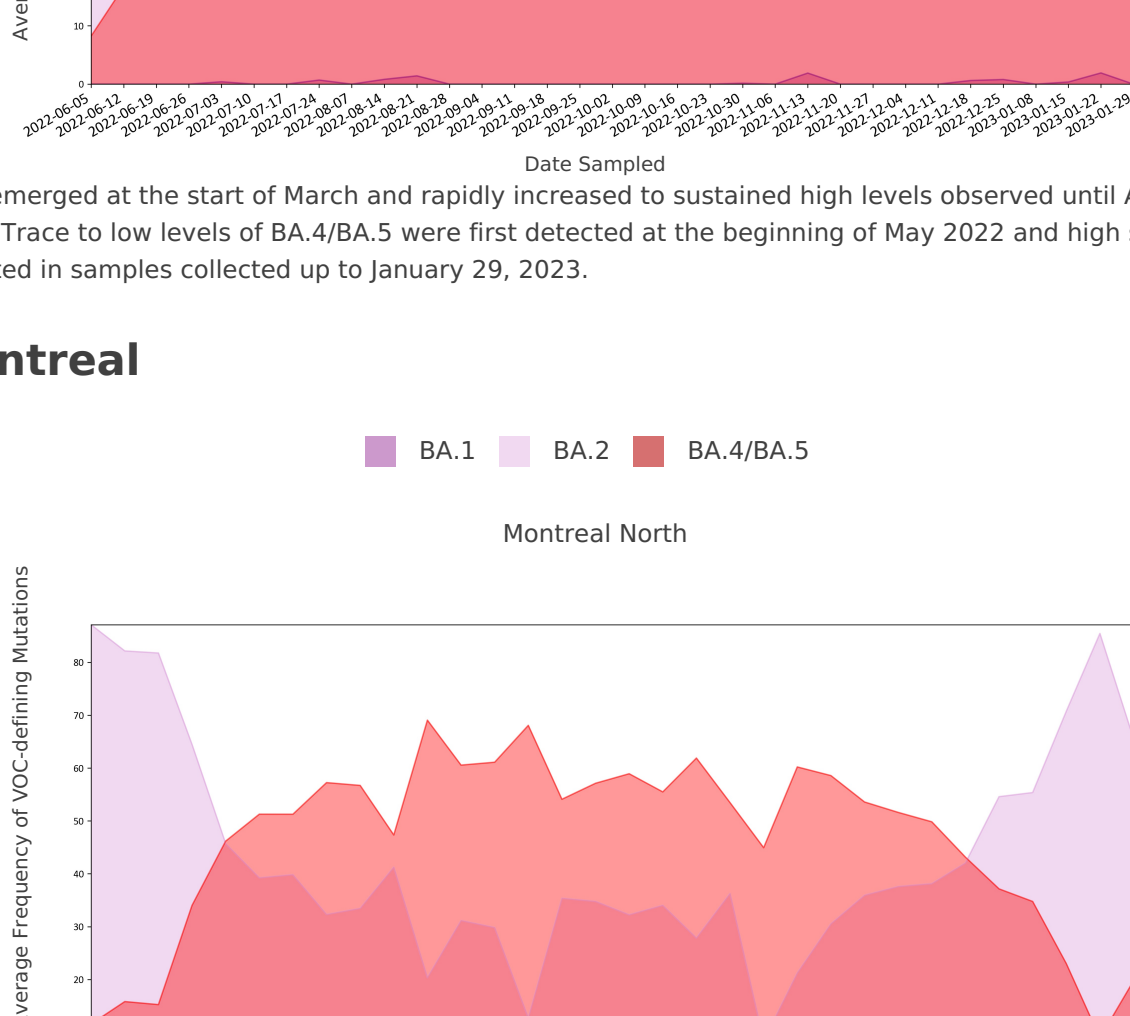 Aver
10
0
2022-06-05 2022-06-12 2022-06-19 2022-06-26 2022-07-03 2022-07-10 2022-07-17 2022-07-24 2022-08-07 2022-08-14 2022-08-21 2022-08-28 2022-09-04 2022-09-11 2022-09-18 2022-09-25 2022-10-02 2022-10-09 2022-10-16 2022-10-23 2022-10-30 2022-11-06 2022-11-13 2022-11-20 2022-11-27 2022-12-04 2022-12-11 2022-12-18 2022-12-25 2023-01-08 2023-01-15 2023-01-22 2023-01-29
Date Sampled
emerged at the start of March and rapidly increased to sustained high levels observed until
Trace to low levels of BA.4/BA.5 were first detected at the beginning of May 2022 and high
ted in samples collected up to January 29, 2023.
ntreal
BA.1 BA.2 BA.4/BA.5
Montreal North
verage Frequency of VOC-defining Mutations
80
70
60
50
40
30
20